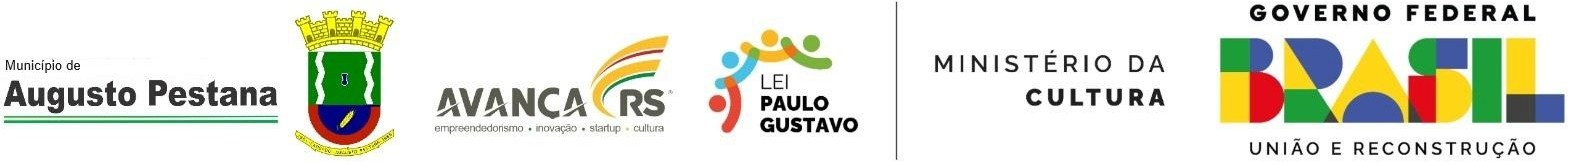 Município de
Augusto Pestana
AVANÇA RS®
empreendedorismo • inovação • startup • cultura
LEI
PAULO
GUSTAVO
MINISTÉRIO DA
CULTURA
GOVERNO FEDERAL
BRASIL
UNIÃO E RECONSTRUÇÃO